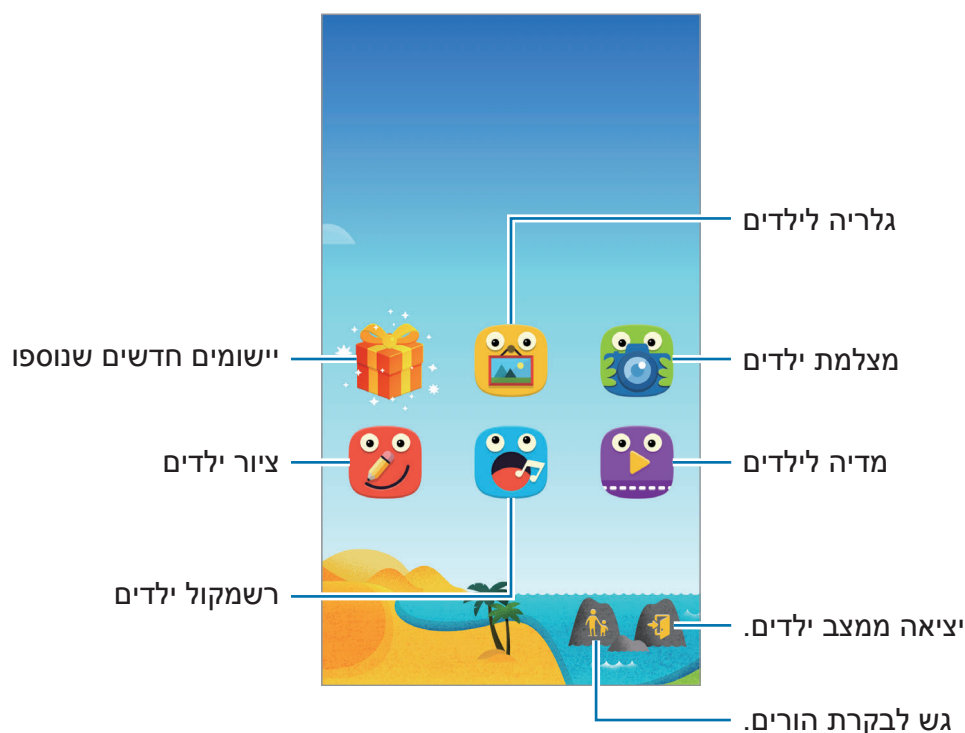 גלריה לילדים
מצלמת ילדים
יישומים חדשים שנוספו
מדיה לילדים
ציור ילדים
רשמקול ילדים
יציאה ממצב ילדים.
גש לבקרת הורים.